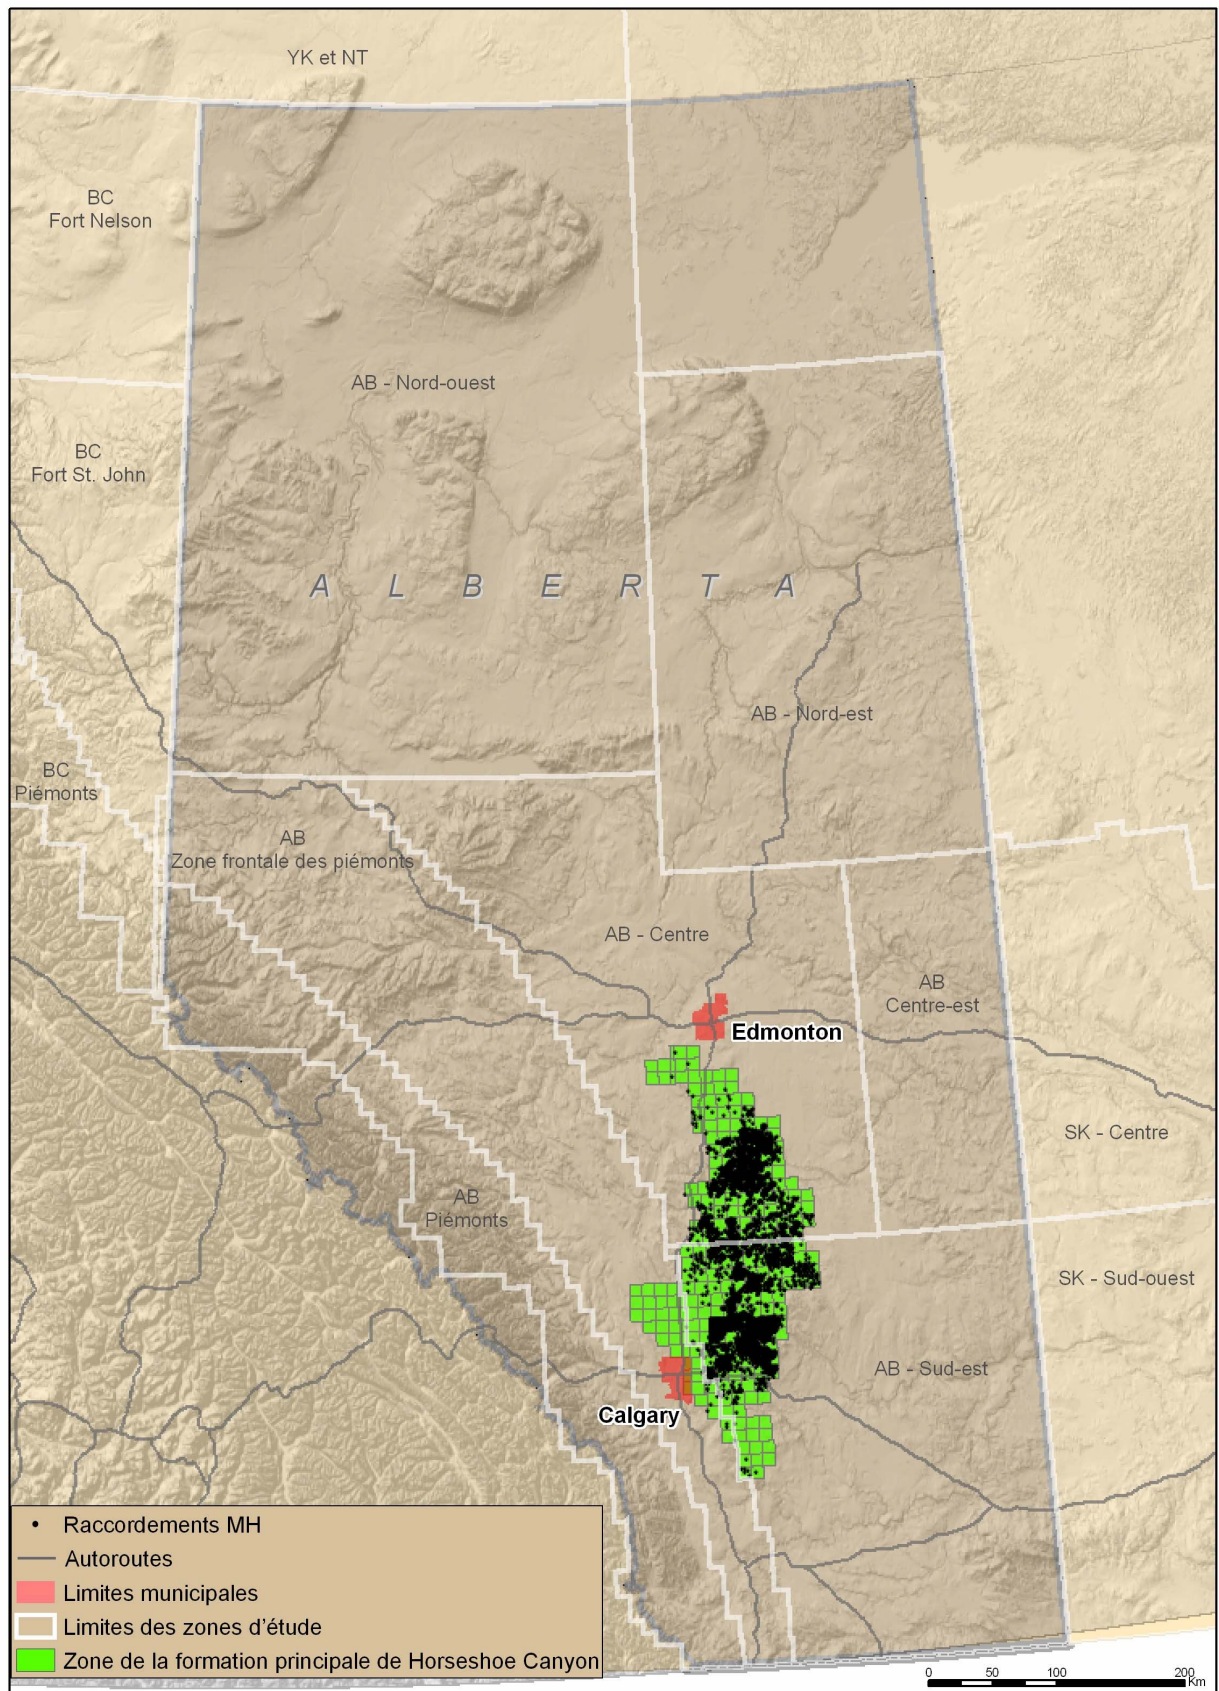 YK et NT
BC
Fort Nelson
AB - Nord-ouest
BC
Fort St. John
A L B E R T A
AB - Nord-est
BC
Piémonts
AB
Zone frontale des piémonts
AB - Centre
AB
Centre-est
Edmonton
SK - Centre
AB
Piémonts
SK - Sud-ouest
AB - Sud-est
Calgary
Raccordements MH
Autoroutes
Limites municipales
Limites des zones d'étude
Zone de la formation principale de Horseshoe Canyon
0 50 100 200
Km